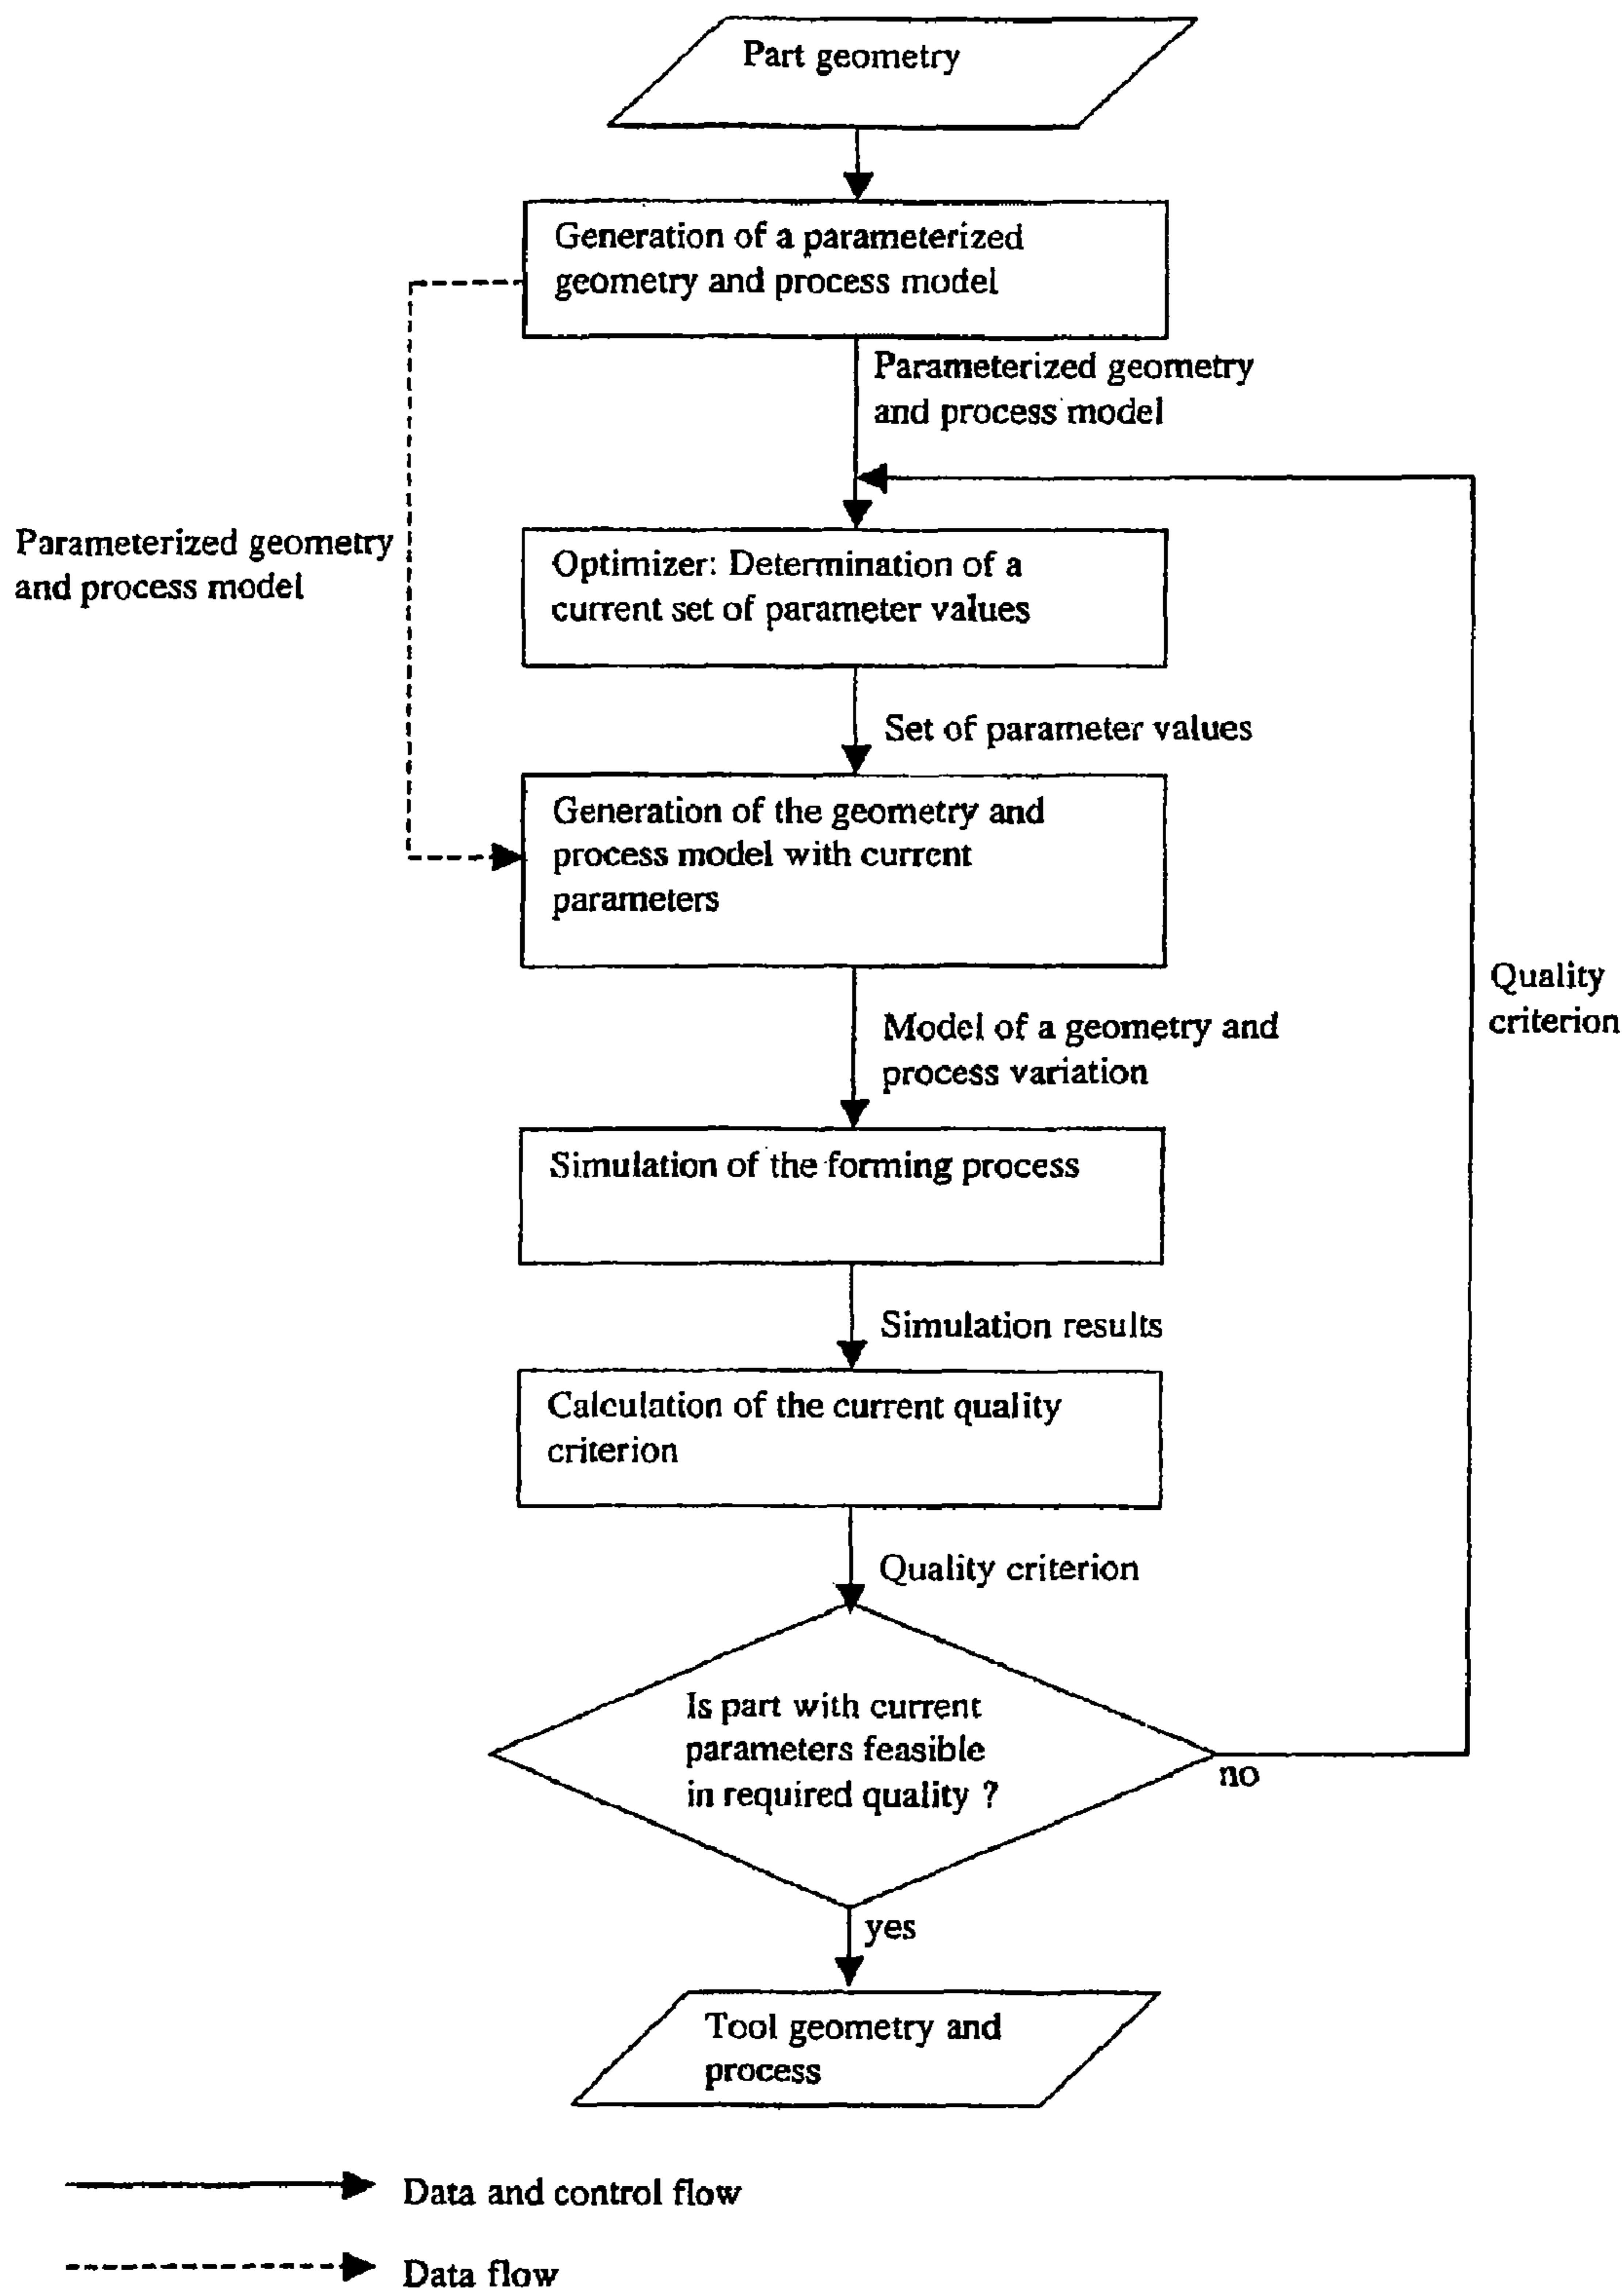 Part geometry
Generation of a parameterized
geometry and process model
Parameterized geometry
and process model
Parameterized geometry
and process model
Optimizer: Determination of a
current set of parameter values
Set of parameter values
Generation of the geometry and
process model with current
parameters
Quality
criterion
Model of a geometry and
process variation
Simulation of the forming process
Simulation results
Calculation of the current quality
criterion
Quality criterion
Is part with current
parameters feasible
in required quality ?
no
yes
Tool geometry and
process
Data and control flow
Data flow